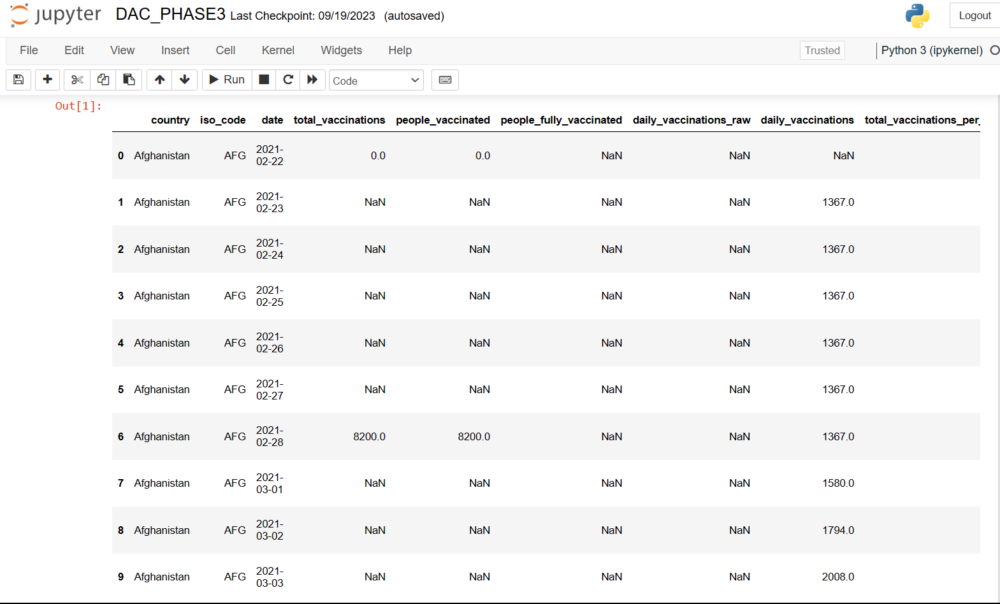 jupyter DAC_PHASE3 Last Checkpoint: 09/19/2023 (autosaved) Logout
File Edit View Insert Cell Kernel Widgets Help Trusted Python 3 (ipykernel)
Run Code
Out[1]:
country iso_code date total_vaccinations people_vaccinated people_fully_vaccinated daily_vaccinations_raw daily_vaccinations total_vaccinations_per_
0 Afghanistan AFG 2021-
02-22 0.0 0.0 NaN NaN NaN
1 Afghanistan AFG 2021-
02-23 NaN NaN NaN NaN 1367.0
2 Afghanistan AFG 2021-
02-24 NaN NaN NaN NaN 1367.0
3 Afghanistan AFG 2021-
02-25 NaN NaN NaN NaN 1367.0
4 Afghanistan AFG 2021-
02-26 NaN NaN NaN NaN 1367.0
5 Afghanistan AFG 2021-
02-27 NaN NaN NaN NaN 1367.0
6 Afghanistan AFG 2021-
02-28 8200.0 8200.0 NaN NaN 1367.0
7 Afghanistan AFG 2021-
03-01 NaN NaN NaN NaN 1580.0
8 Afghanistan AFG 2021-
03-02 NaN NaN NaN NaN 1794.0
9 Afghanistan AFG 2021-
03-03 NaN NaN NaN NaN 2008.0